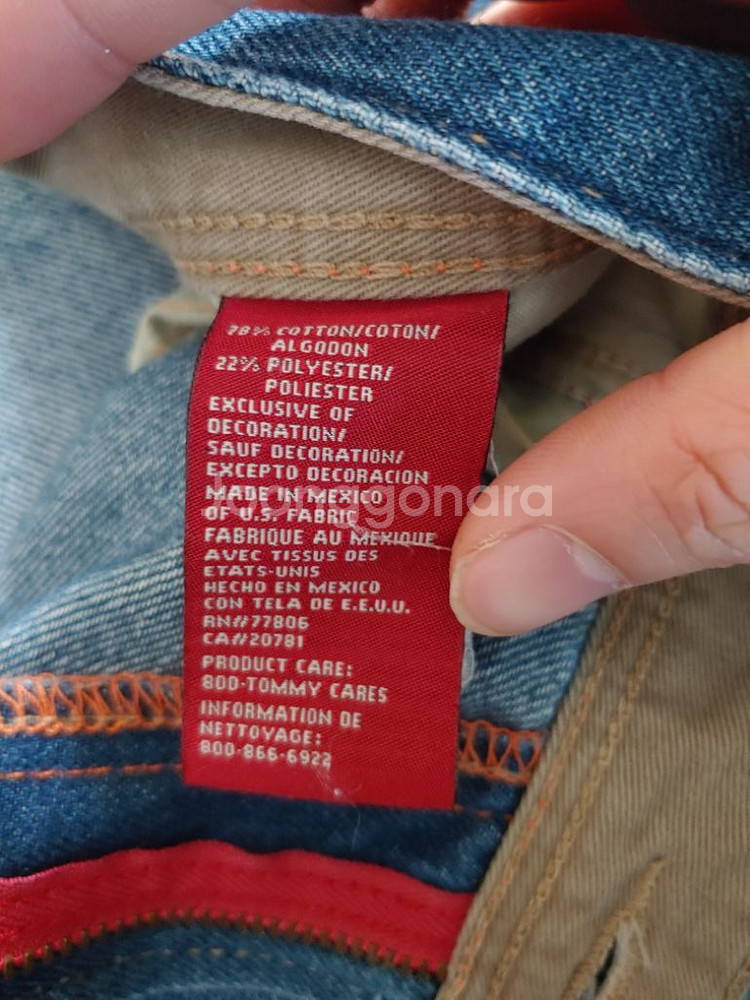 78% COTTON/COTON/
ALGODON
22% POLYESTER/
POLIESTER
EXCLUSIVE OF
DECORATION/
SAUF DECORATION/
EXCEPTO DECORACION
MADE IN MEXICO
OF U.S. FABRIC
FABRIQUE AU MEXIQUE
AVEC TISSUS DES
ETATS-UNIS
HECHO EN MEXICO
CON TELA DE E.E.U.U.
RN#77806
CA#20781
PRODUCT CARE:
800-TOMMY CARES
INFORMATION DE
NETTOYAGE:
800-866-6922